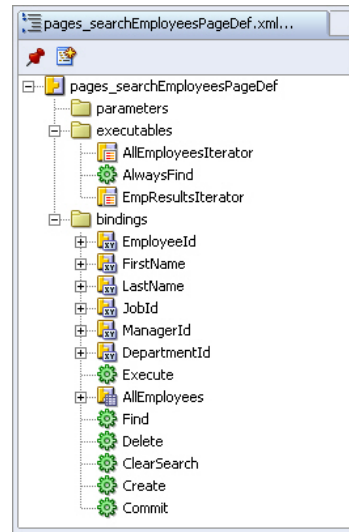 pages_searchEmployeesPageDef.xml...
pages_searchEmployeesPageDef
parameters
executables
AllEmployeesIterator
AlwaysFind
EmpResultsIterator
bindings
EmployeeId
FirstName
LastName
JobId
ManagerId
DepartmentId
Execute
AllEmployees
Find
Delete
ClearSearch
Create
Commit